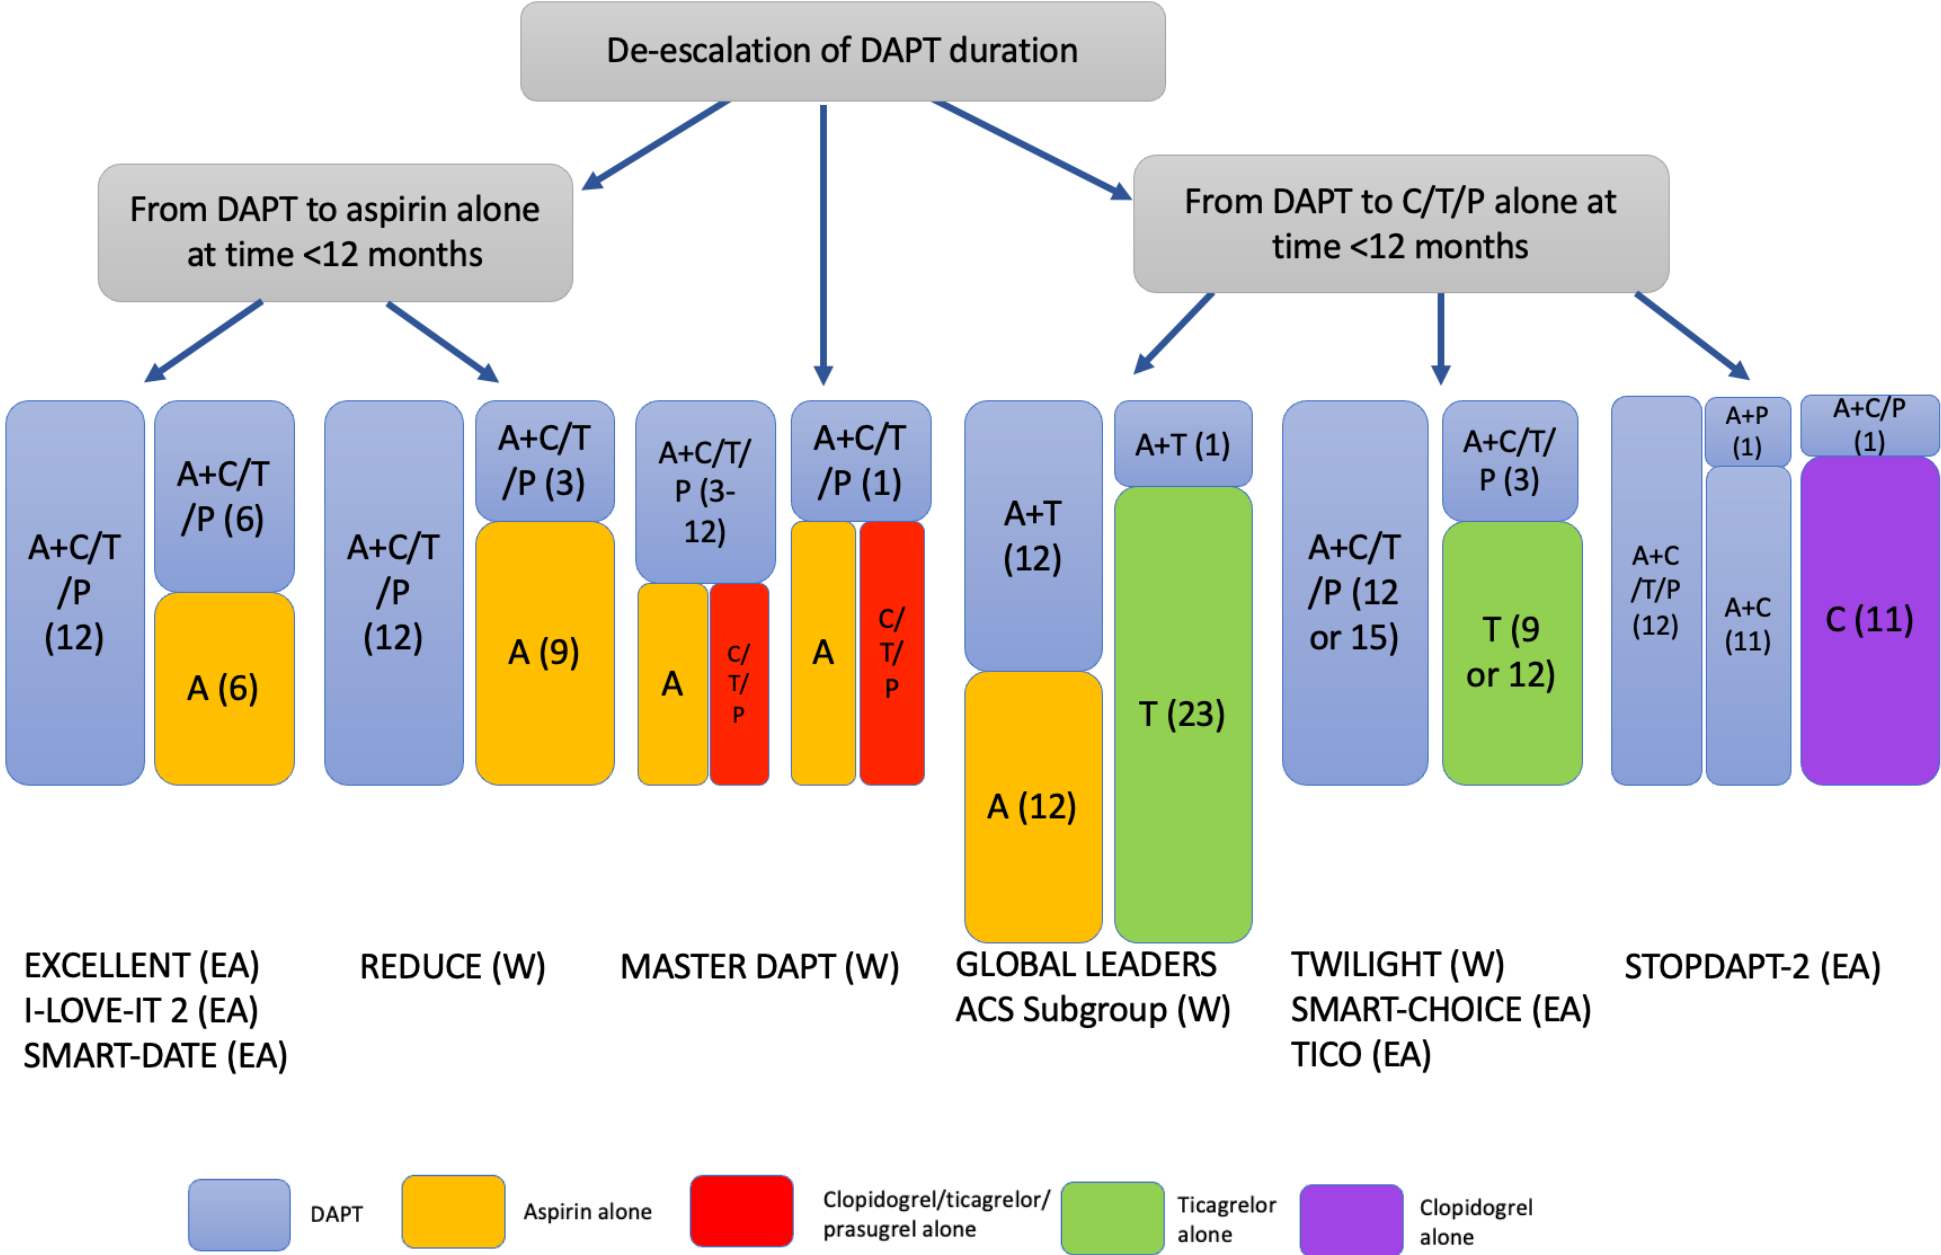 De-escalation of DAPT duration
From DAPT to aspirin alone
at time <12 months
From DAPT to C/T/P alone at
time <12 months
A+C/T
/P
(12)
A+C/T
/P (6)
A (6)
A+C/T
/P
(12)
A+C/T
/P (3)
A (9)
A+C/T/
P (3-
12)
A
C/
T/
P
A+C/T
/P (1)
A
C/
T/
P
A+T
(12)
A (12)
A+T (1)
T (23)
A+C/T
/P (12
or 15)
A+C/T/
P (3)
T (9
or 12)
A+C
/T/P
(12)
A+P
(1)
A+C
(11)
A+C/P
(1)
C (11)
EXCELLENT (EA)
I-LOVE-IT 2 (EA)
SMART-DATE (EA)
REDUCE (W)
MASTER DAPT (W)
GLOBAL LEADERS
ACS Subgroup (W)
TWILIGHT (W)
SMART-CHOICE (EA)
TICO (EA)
STOPDAPT-2 (EA)
DAPT
Aspirin alone
Clopidogrel/ticagrelor/
prasugrel alone
Ticagrelor
alone
Clopidogrel
alone